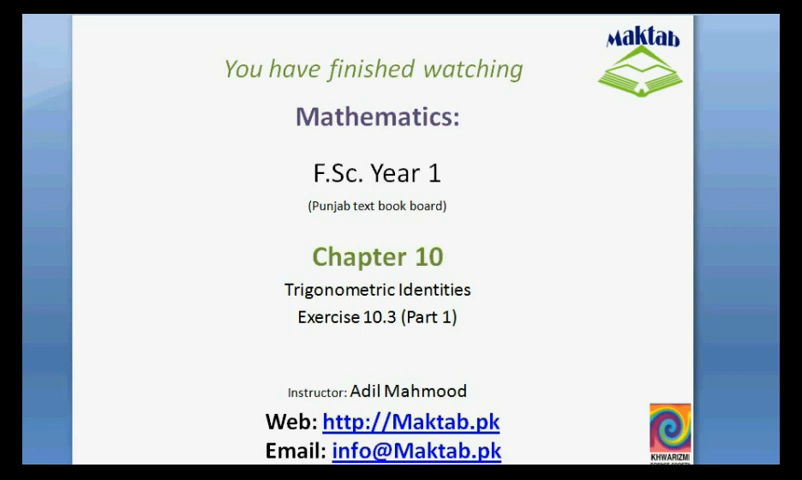 Maktab
You have finished watching
Mathematics:
F.Sc. Year 1
(Punjab text book board)
Chapter 10
Trigonometric Identities
Exercise 10.3 (Part 1)
Instructor: Adil Mahmood
Web: http://Maktab.pk
Email: info@Maktab.pk
KHWARIZMI